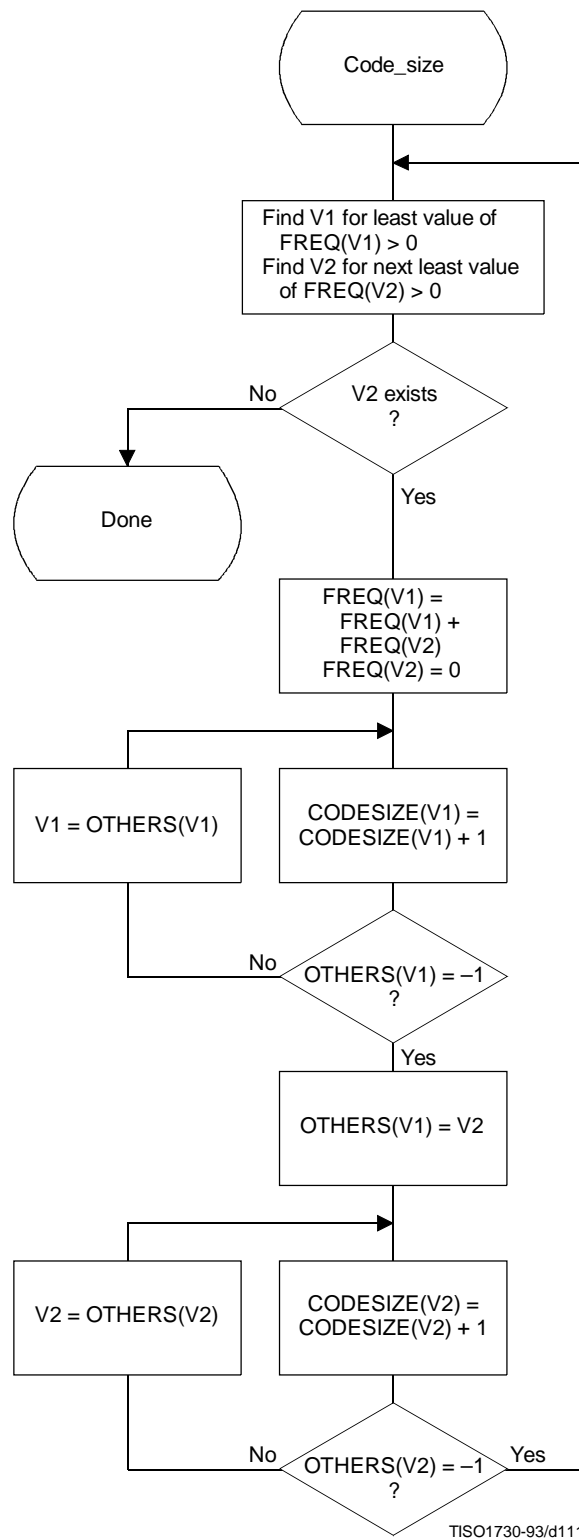 Code_size
Find V1 for least value of
FREQ(V1) > 0
Find V2 for next least value
of FREQ(V2) > 0
No
V2 exists
?
Done
Yes
FREQ(V1) =
FREQ(V1) +
FREQ(V2)
FREQ(V2) = 0
V1 = OTHERS(V1)
CODESIZE(V1) =
CODESIZE(V1) + 1
No
OTHERS(V1) = –1
?
Yes
OTHERS(V1) = V2
V2 = OTHERS(V2)
CODESIZE(V2) =
CODESIZE(V2) + 1
No
OTHERS(V2) = –1
?
Yes
TISO1730-93/d111